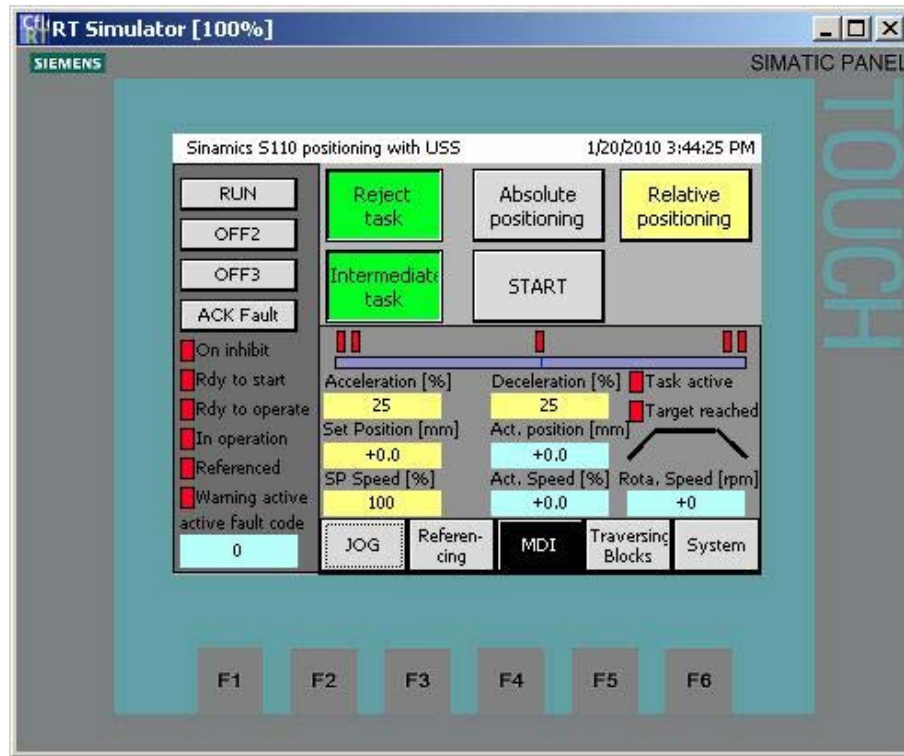 RT Simulator [100%]
SIEMENS
SIMATIC PANEL
TOUCH
Sinamics S110 positioning with USS 1/20/2010 3:44:25 PM
RUN
OFF2
OFF3
ACK Fault
On inhibit
Rdy to start
Rdy to operate
In operation
Referenced
Warning active
active fault code
0
Reject
task
Absolute
positioning
Relative
positioning
Intermediate
task
START
Acceleration [%]
25
Deceleration [%]
25
Task active
Target reached
Set Position [mm]
+0.0
Act. position [mm]
+0.0
SP Speed [%]
100
Act. Speed [%]
+0.0
Rota. Speed [rpm]
+0
JOG
Referen-
cing
MDI
Traversing
Blocks
System
F1 F2 F3 F4 F5 F6